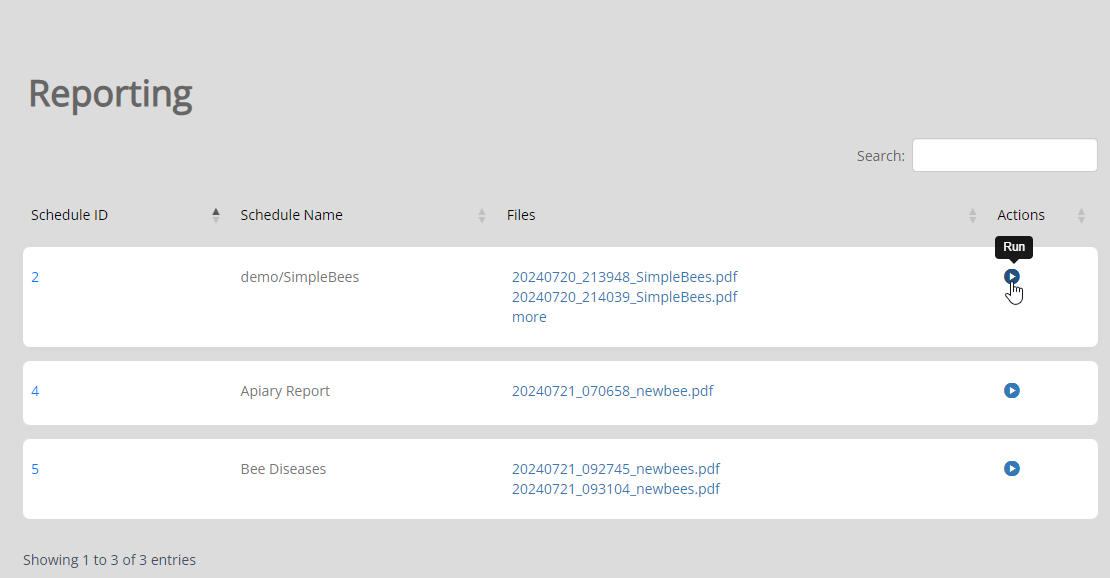 Reporting
Search:
Schedule ID Schedule Name Files Actions
Run
2 demo/SimpleBees 20240720_213948_SimpleBees.pdf
20240720_214039_SimpleBees.pdf
more
4 Apiary Report 20240721_070658_newbee.pdf
5 Bee Diseases 20240721_092745_newbees.pdf
20240721_093104_newbees.pdf
Showing 1 to 3 of 3 entries